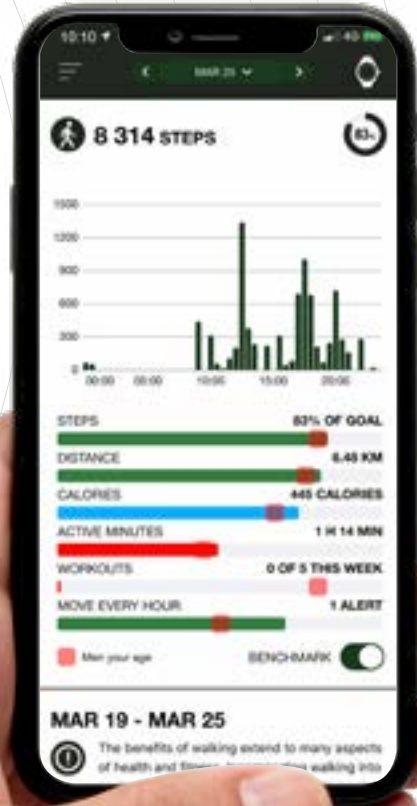 10:10 4G
MAR 25
8 314 STEPS 83%
1500
1200
900
600
300
0
00:00 05:00 10:00 15:00 20:00
STEPS 83% OF GOAL
DISTANCE 6.48 KM
CALORIES 445 CALORIES
ACTIVE MINUTES 1 H 14 MIN
WORKOUTS 0 OF 5 THIS WEEK
MOVE EVERY HOUR 1 ALERT
Men your age BENCHMARK
MAR 19 - MAR 25
The benefits of walking extend to many aspects
of health and fitness. walking into